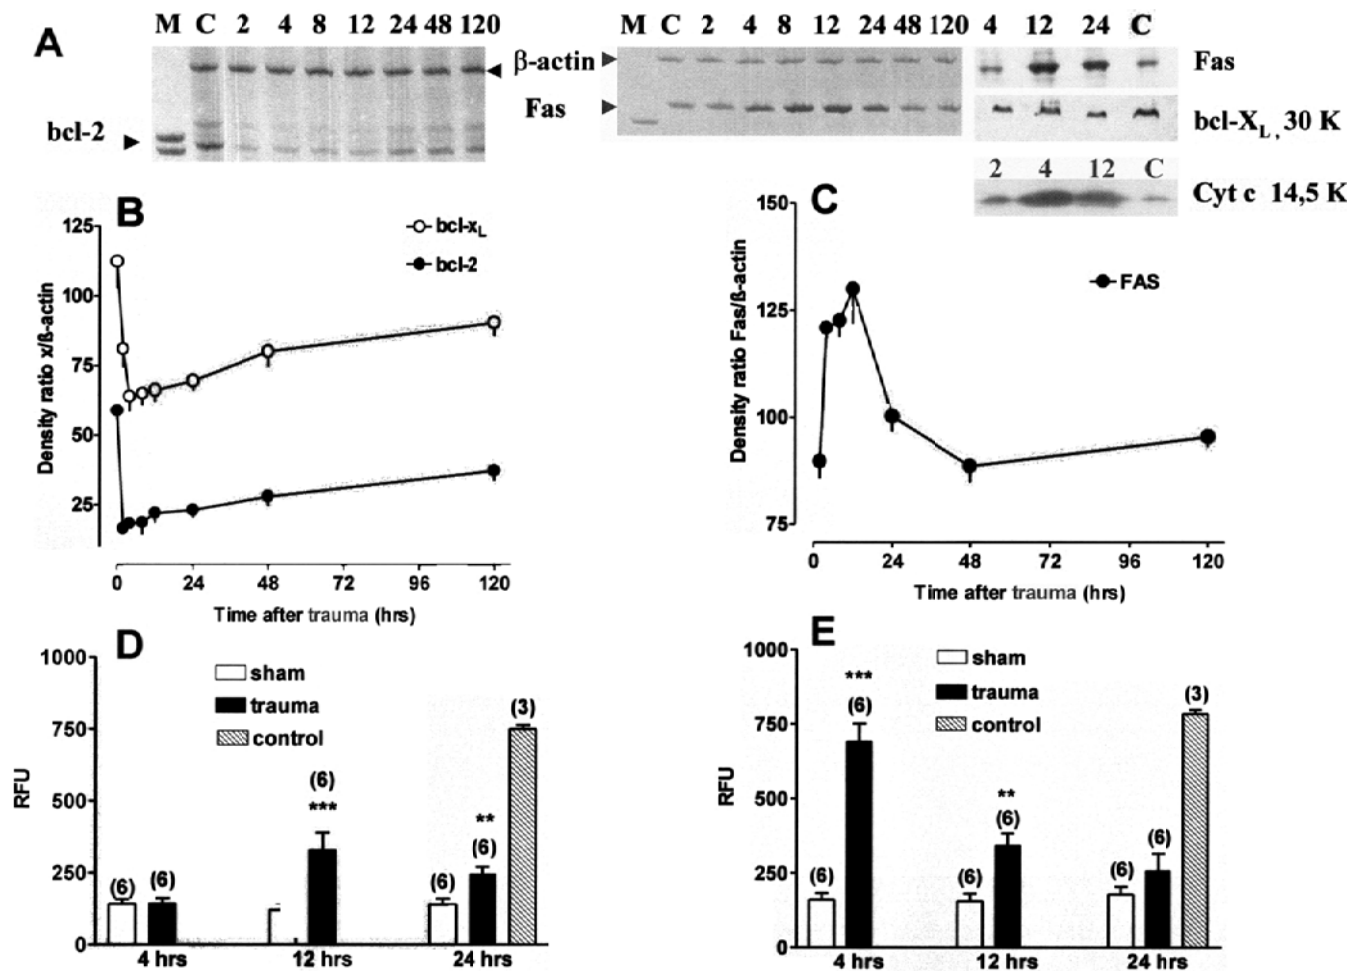 A
M C 2 4 8 12 24 48 120
bcl-2
β-actin
Fas
M C 2 4 8 12 24 48 120
4 12 24 C
Fas
bcl-X_L, 30 K
2 4 12 C
Cyt c 14,5 K
B
bcl-x_L
bcl-2
125
100
75
50
25
Density ratio x/ß-actin
0 24 48 72 96 120
Time after trauma (hrs)
C
FAS
150
125
100
75
Density ratio Fas/ß-actin
0 24 48 72 96 120
Time after trauma (hrs)
D
sham
trauma
control
1000
750
500
250
0
RFU
(6) (6)
(6)
***
**
(6) (6)
(3)
4 hrs 12 hrs 24 hrs
E
sham
trauma
control
1000
750
500
250
0
RFU
***
(6) (6)
**
(6) (6)
(6) (6)
(3)
4 hrs 12 hrs 24 hrs